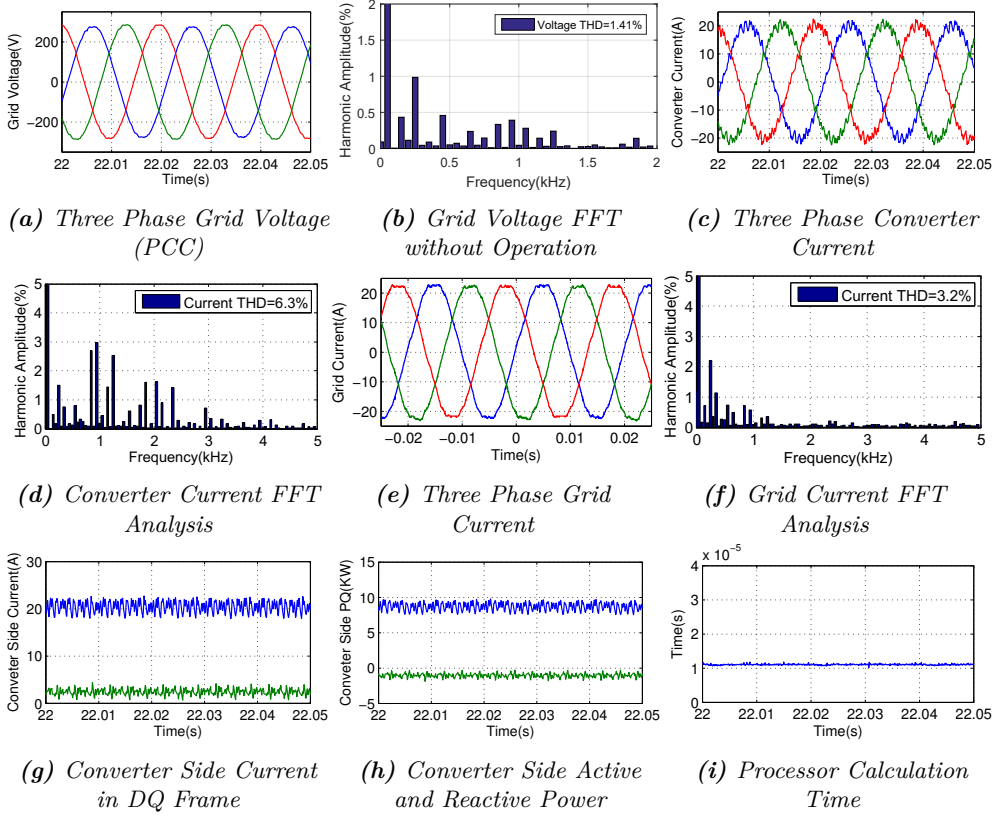 Grid Voltage(V)
200
0
−200
22 22.01 22.02 22.03 22.04 22.05
Time(s)
(a) Three Phase Grid Voltage
(PCC)
Harmonic Amplitude(%)
2
1.5
1
0.5
0
Voltage THD=1.41%
0 0.5 1 1.5 2
Frequency(kHz)
(b) Grid Voltage FFT
without Operation
Converter Current(A)
20
10
0
−10
−20
22 22.01 22.02 22.03 22.04 22.05
Time(s)
(c) Three Phase Converter
Current
Harmonic Amplitude(%)
5
4
3
2
1
0
Current THD=6.3%
0 1 2 3 4 5
Frequency(kHz)
(d) Converter Current FFT
Analysis
Grid Current(A)
20
10
0
−10
−20
−0.02 −0.01 0 0.01 0.02
Time(s)
(e) Three Phase Grid
Current
Harmonic Amplitude(%)
5
4
3
2
1
0
Current THD=3.2%
0 1 2 3 4 5
Frequency(kHz)
(f) Grid Current FFT
Analysis
Conveter Side Current(A)
30
20
10
0
22 22.01 22.02 22.03 22.04 22.05
Time(s)
(g) Converter Side Current
in DQ Frame
Conveter Side PQ(KW)
15
10
5
0
−5
22 22.01 22.02 22.03 22.04 22.05
Time(s)
(h) Converter Side Active
and Reactive Power
Time(s)
x 10⁻⁵
4
3
2
1
0
22 22.01 22.02 22.03 22.04 22.05
Time(s)
(i) Processor Calculation
Time